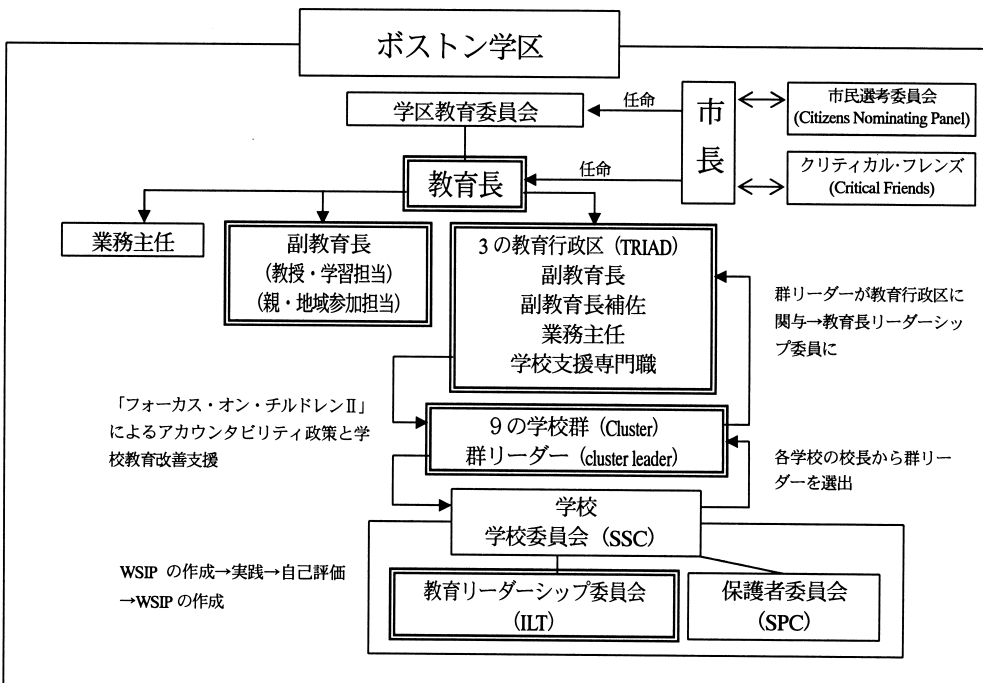 ボストン学区
学区教育委員会
任命
市長
市民選考委員会
(Citizens Nominating Panel)
教育長
任命
クリティカル・フレンズ
(Critical Friends)
業務主任
副教育長
(教授・学習担当)
(親・地域参加担当)
3の教育行政区(TRIAD)
副教育長
副教育長補佐
業務主任
学校支援専門職
群リーダーが教育行政区に
関与→教育長リーダーシッ
プ委員に
「フォーカス・オン・チルドレンⅡ」
によるアカウンタビリティ政策と学
校教育改善支援
9の学校群(Cluster)
群リーダー(cluster leader)
各学校の校長から群リー
ダーを選出
学校
学校委員会(SSC)
WSIP の作成→実践→自己評価
→WSIP の作成
教育リーダーシップ委員会
(ILT)
保護者委員会
(SPC)